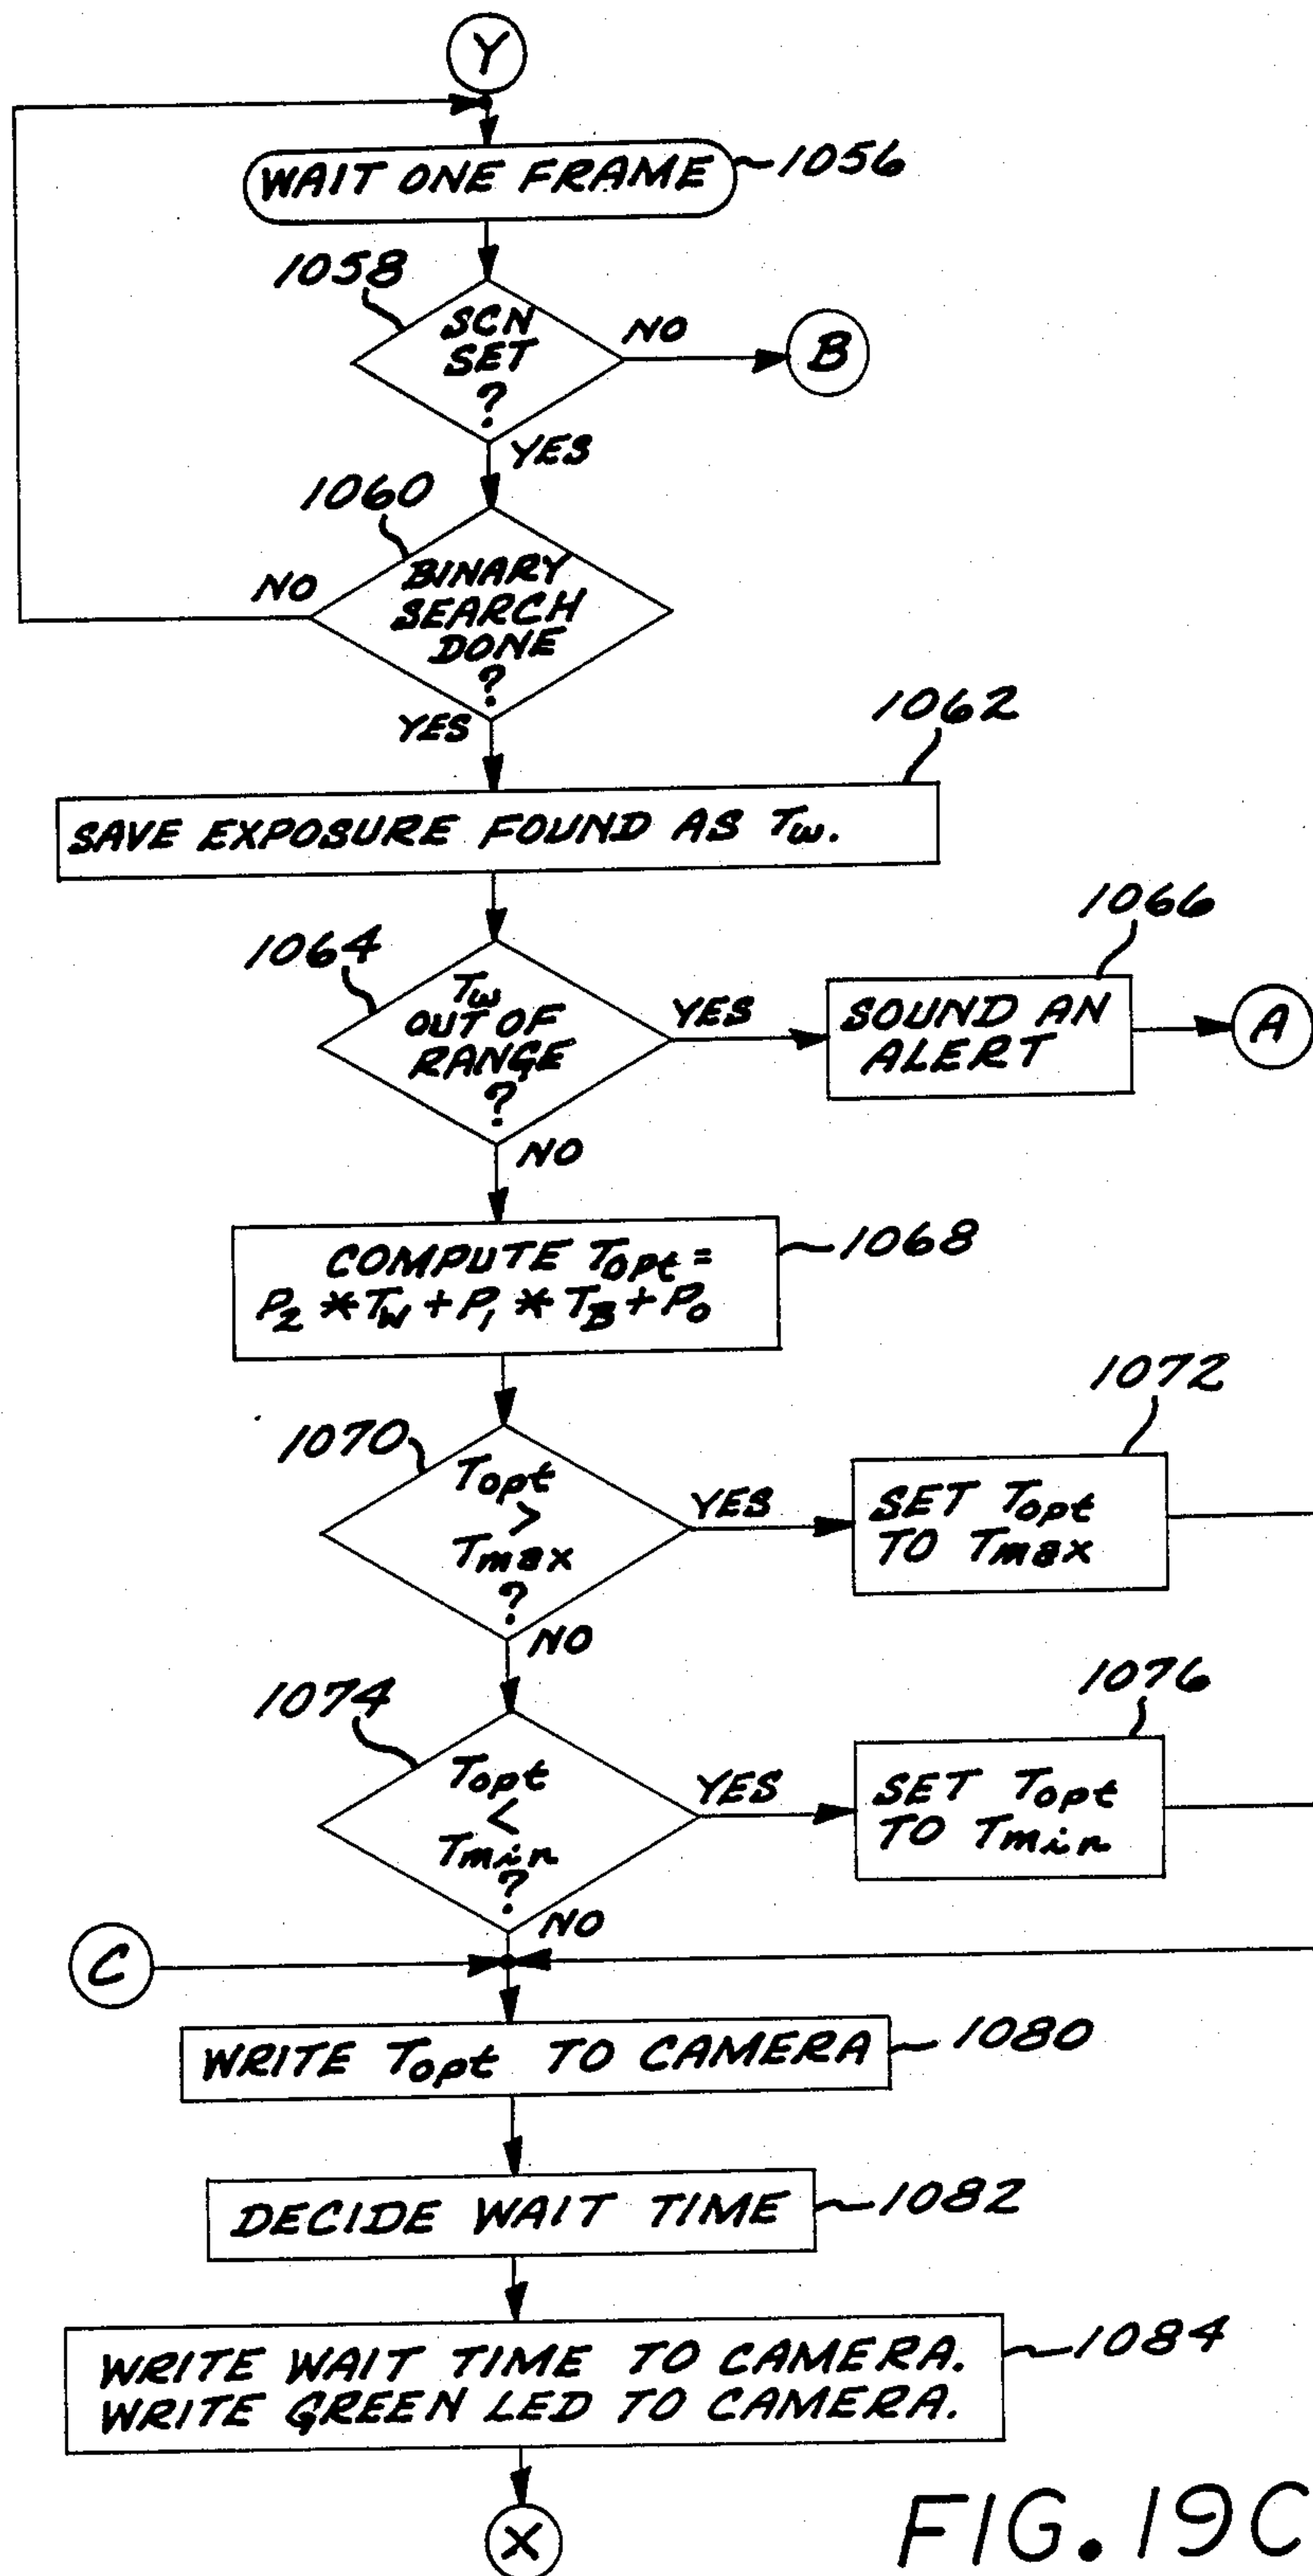 Y
WAIT ONE FRAME
1056
1058
SCN
SET
?
NO
B
YES
1060
BINARY
SEARCH
DONE
?
NO
YES
1062
SAVE EXPOSURE FOUND AS Tw.
1064
Tw
OUT OF
RANGE
?
YES
1066
SOUND AN
ALERT
A
NO
COMPUTE Topt =
P2 * TW + P1 * TB + P0
1068
1070
Topt
>
Tmax
?
YES
1072
SET Topt
TO Tmax
NO
1074
Topt
<
Tmin
?
YES
1076
SET Topt
TO Tmin
NO
C
WRITE Topt TO CAMERA
1080
DECIDE WAIT TIME
1082
WRITE WAIT TIME TO CAMERA.
WRITE GREEN LED TO CAMERA.
1084
X
FIG. 19C